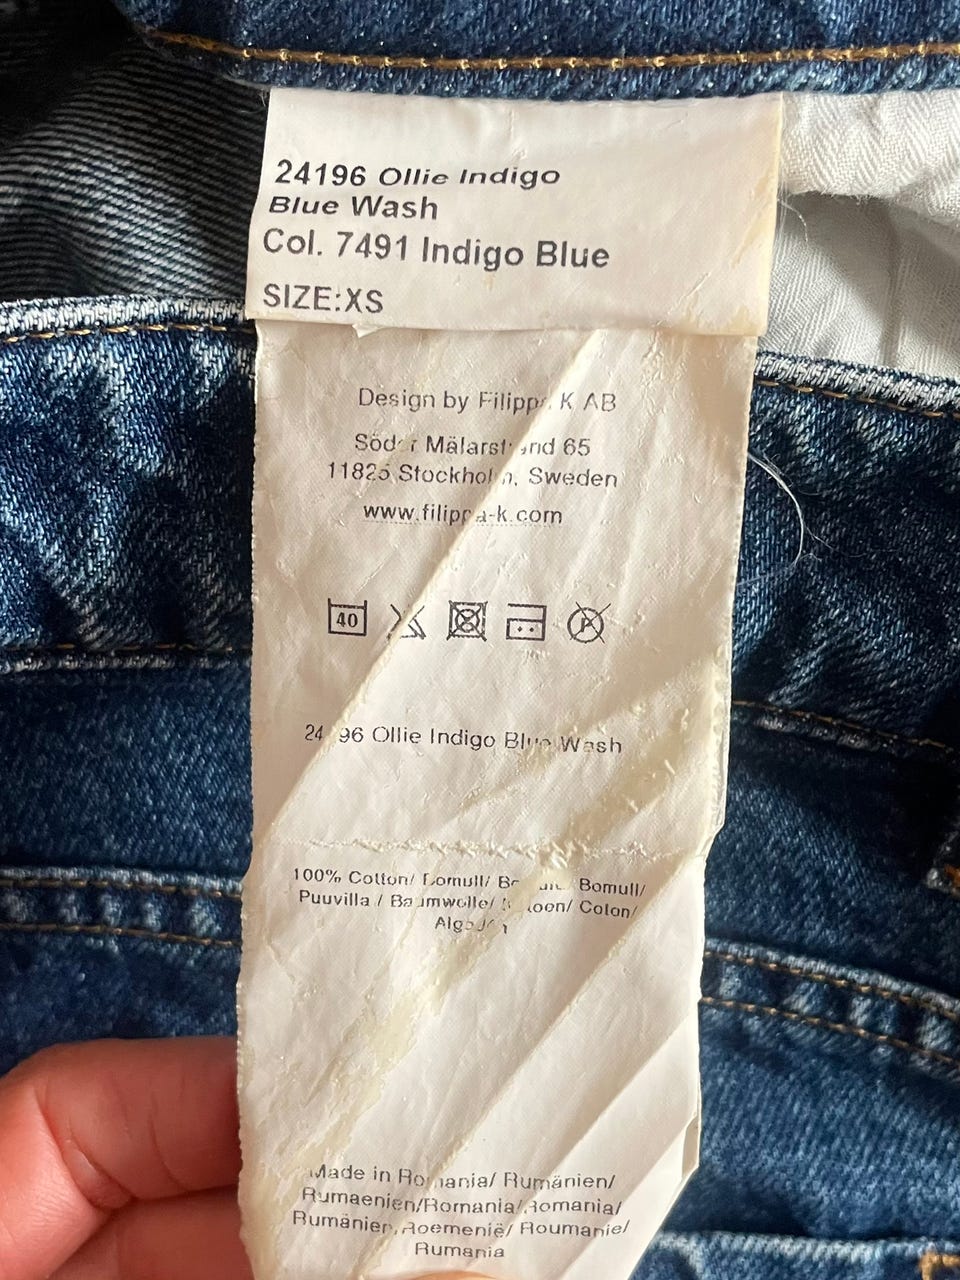 24196 Ollie Indigo
Blue Wash
Col. 7491 Indigo Blue
SIZE:XS
Design by Filippa K AB
Söder Mälarstrand 65
11825 Stockholm, Sweden
www.filippa-k.com
40
P
24196 Ollie Indigo Blue Wash
100% Cotton/ Bomull/ Bomull/
Puuvilla / Baumwolle/ Coton/
Algodón
Made in Romania/ Rumänien/
Rumaenien/Romania/Romania/
Rumänien/Roemenië/ Roumanie/
Rumania